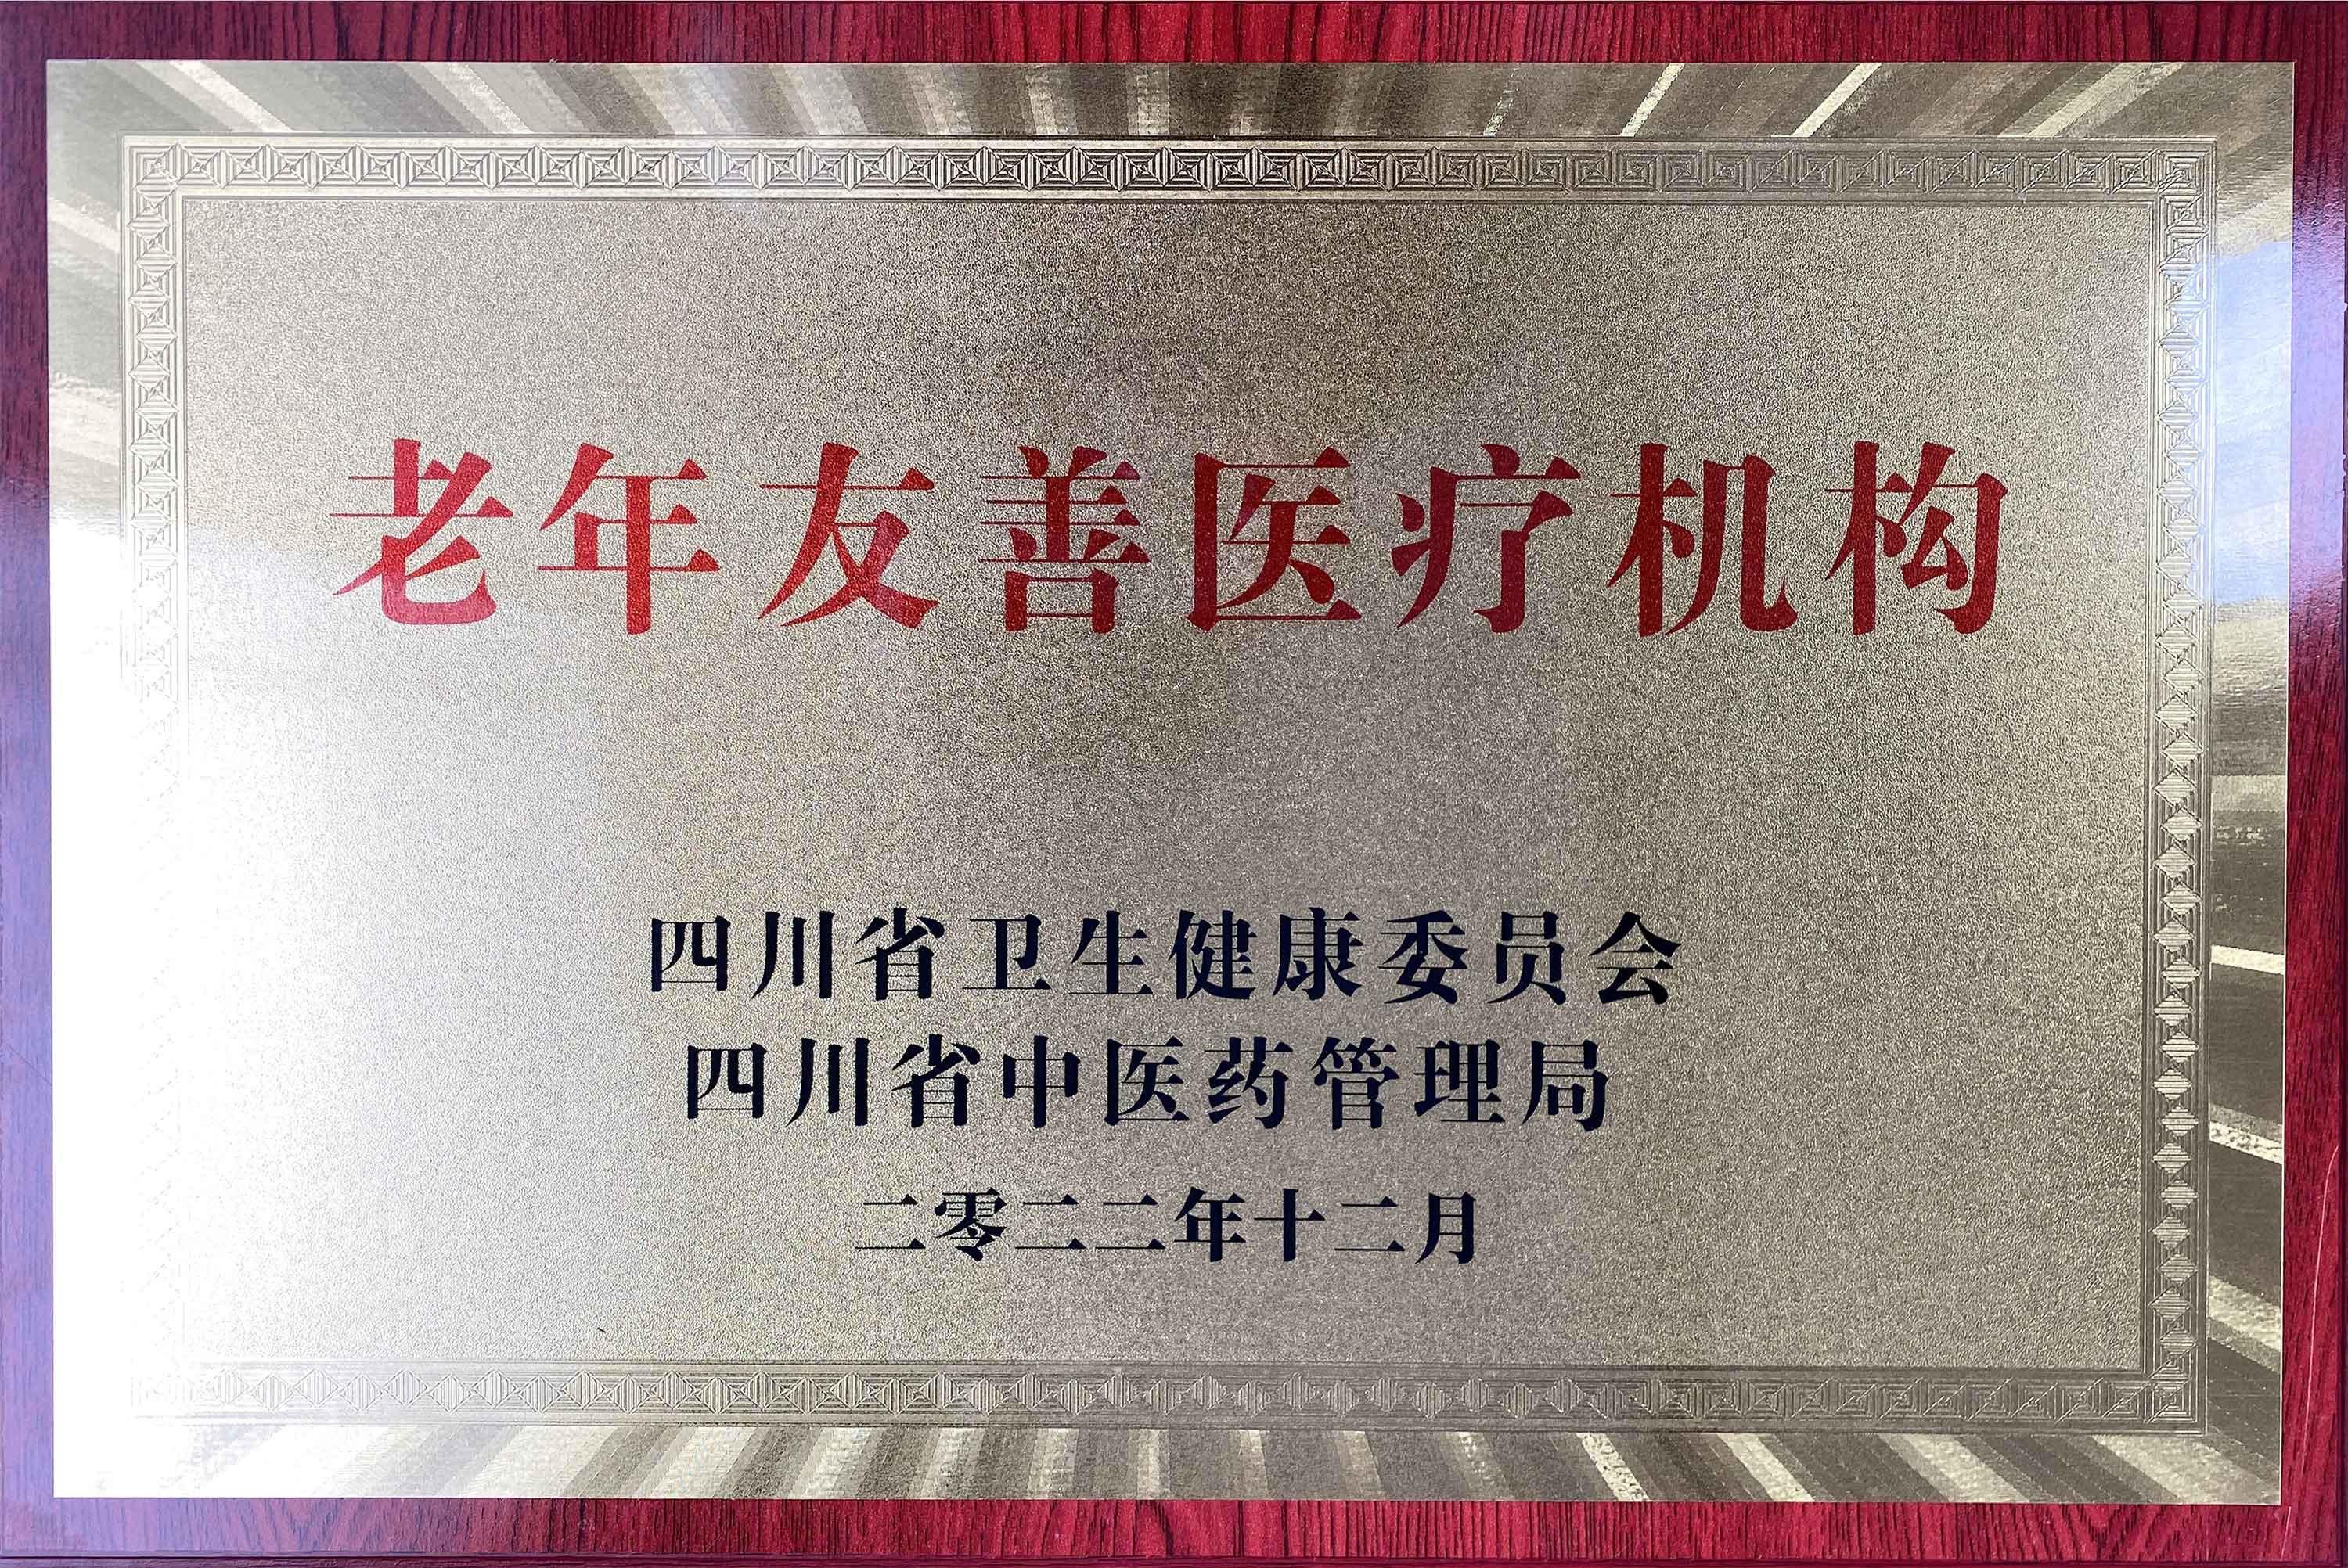 老年友善医疗机构
四川省卫生健康委员会
四川省中医药管理局
二零二二年十二月